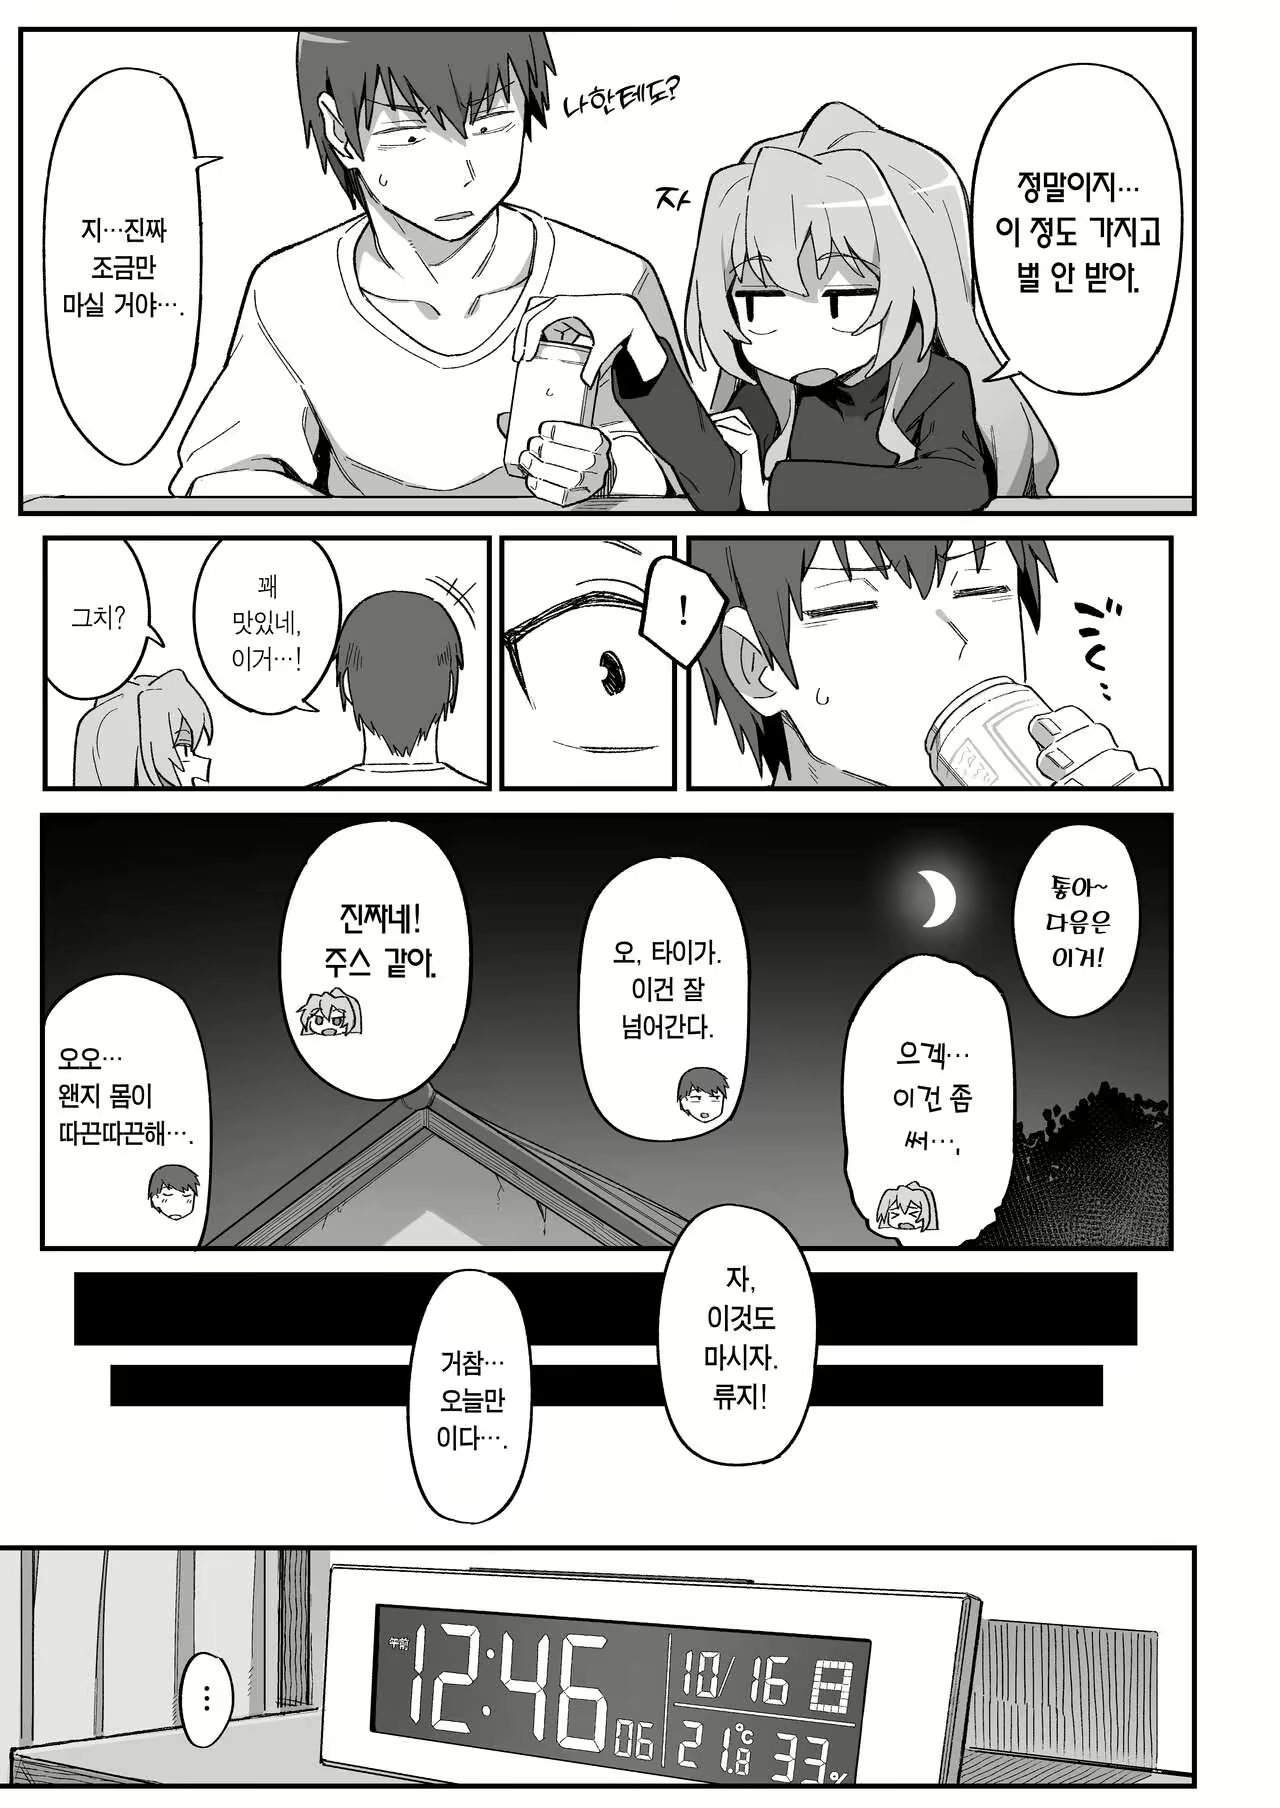 정말이지…
이 정도 가지고
벌 안 받아.
나한테도?
자
지…진짜
조금만
마실 거야….
!
꽤
맛있네,
이거…!
그치?
좋아~
다음은
이거!
으겍…
이건 좀
써….
오, 타이가.
이건 잘
넘어간다.
진짜네!
주스 같아.
오오…
왠지 몸이
따끈따끈해….
자,
이것도
마시자.
류지!
거참…
오늘만
이다….
…
午前
12:46
06
10/16 日
21.8
℃
33%